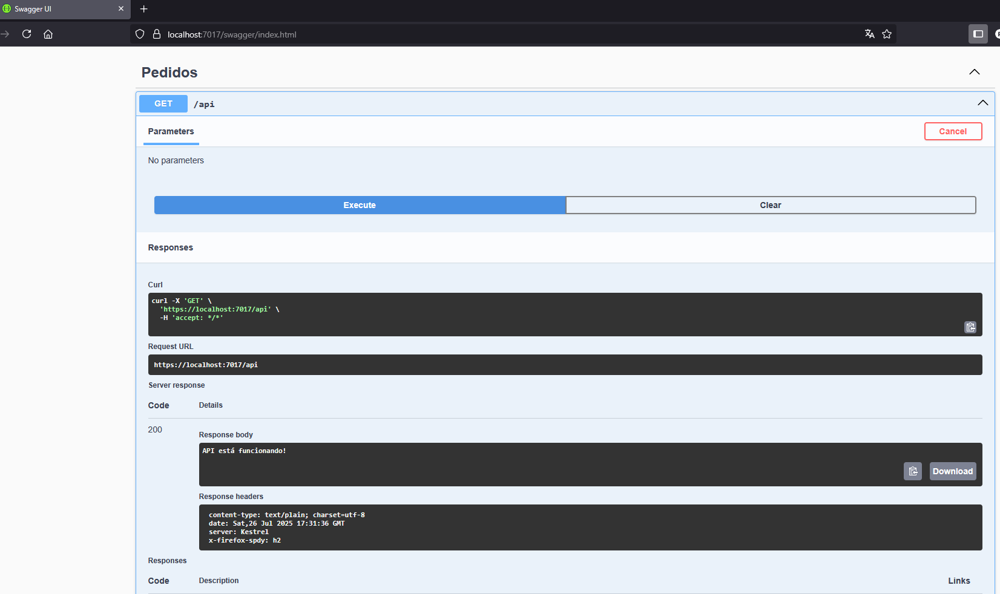 Swagger UI
localhost:7017/swagger/index.html
Pedidos
GET /api
Parameters
Cancel
No parameters
Execute
Clear
Responses
Curl
curl -X 'GET' \
'https://localhost:7017/api' \
-H 'accept: */*'
Request URL
https://localhost:7017/api
Server response
Code Details
200
Response body
API está funcionando!
Download
Response headers
content-type: text/plain; charset=utf-8
date: Sat,26 Jul 2025 17:31:36 GMT
server: Kestrel
x-firefox-spdy: h2
Responses
Code Description Links